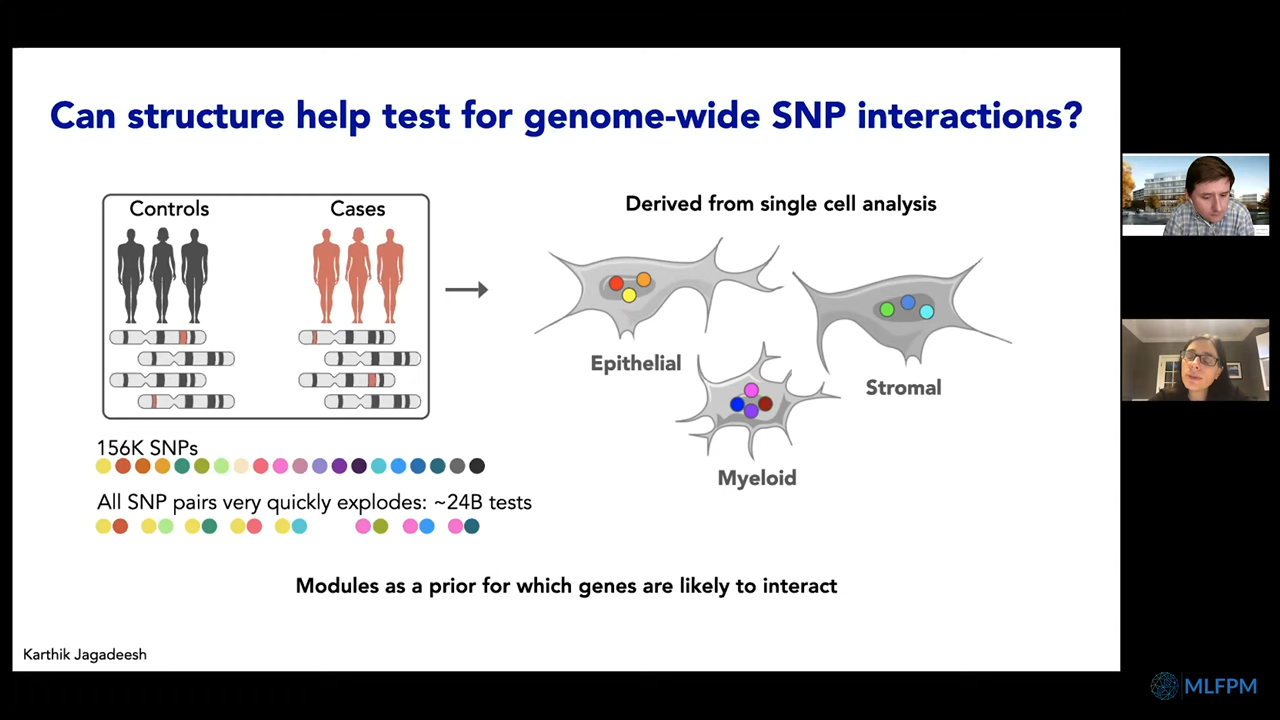 Can structure help test for genome-wide SNP interactions?
Controls
Cases
Derived from single cell analysis
Epithelial
Stromal
Myeloid
156K SNPs
All SNP pairs very quickly explodes: ~24B tests
Modules as a prior for which genes are likely to interact
Karthik Jagadeesh
MLFPM